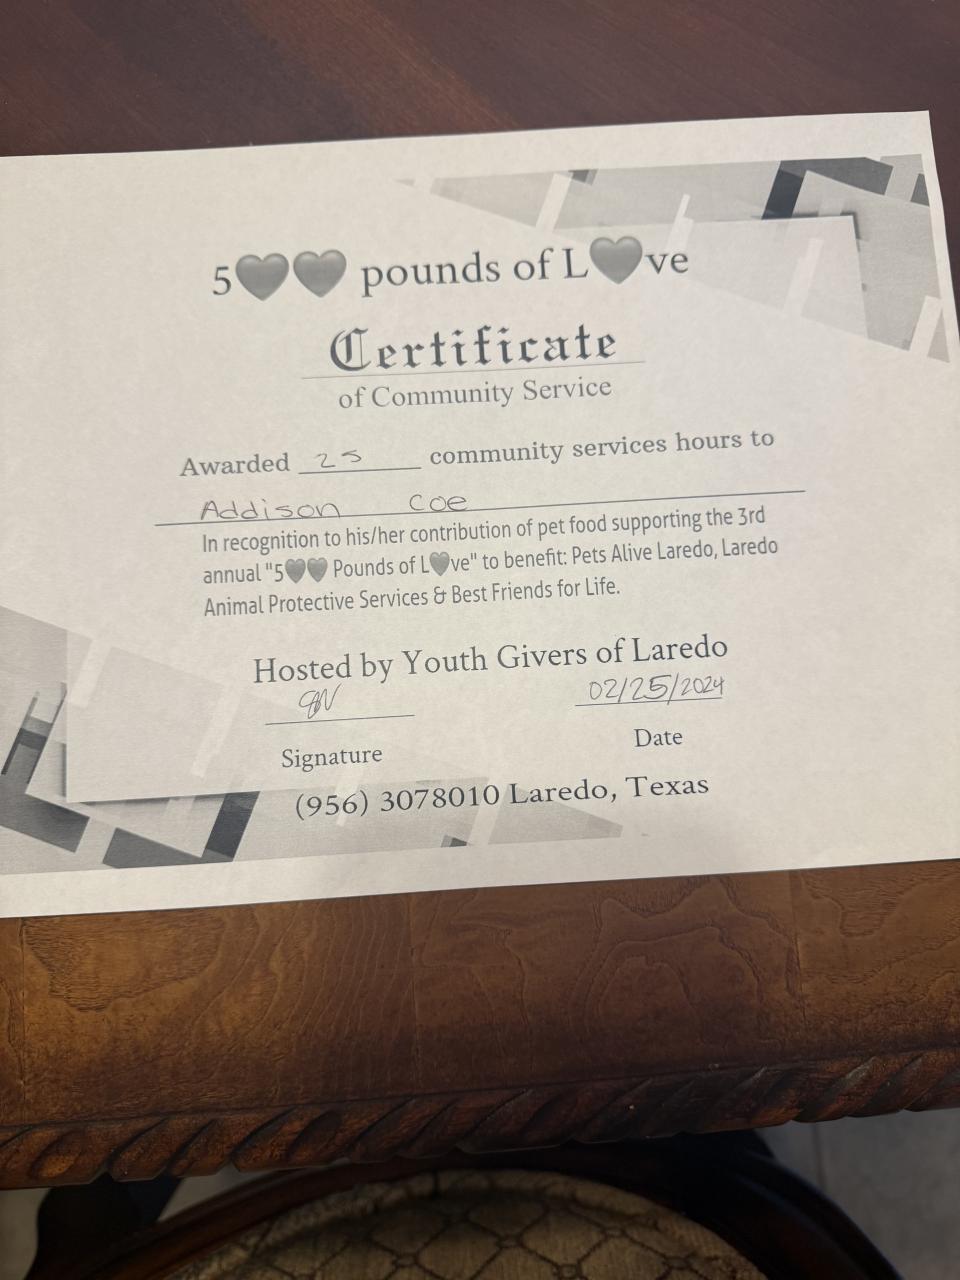 5🖤🖤 pounds of L🖤ve
Certificate
of Community Service
Awarded 25 community services hours to
Addison Coe
In recognition to his/her contribution of pet food supporting the 3rd
annual "5🖤🖤 Pounds of L🖤ve" to benefit: Pets Alive Laredo, Laredo
Animal Protective Services & Best Friends for Life.
Hosted by Youth Givers of Laredo
02/25/2024
Signature Date
(956) 3078010 Laredo, Texas